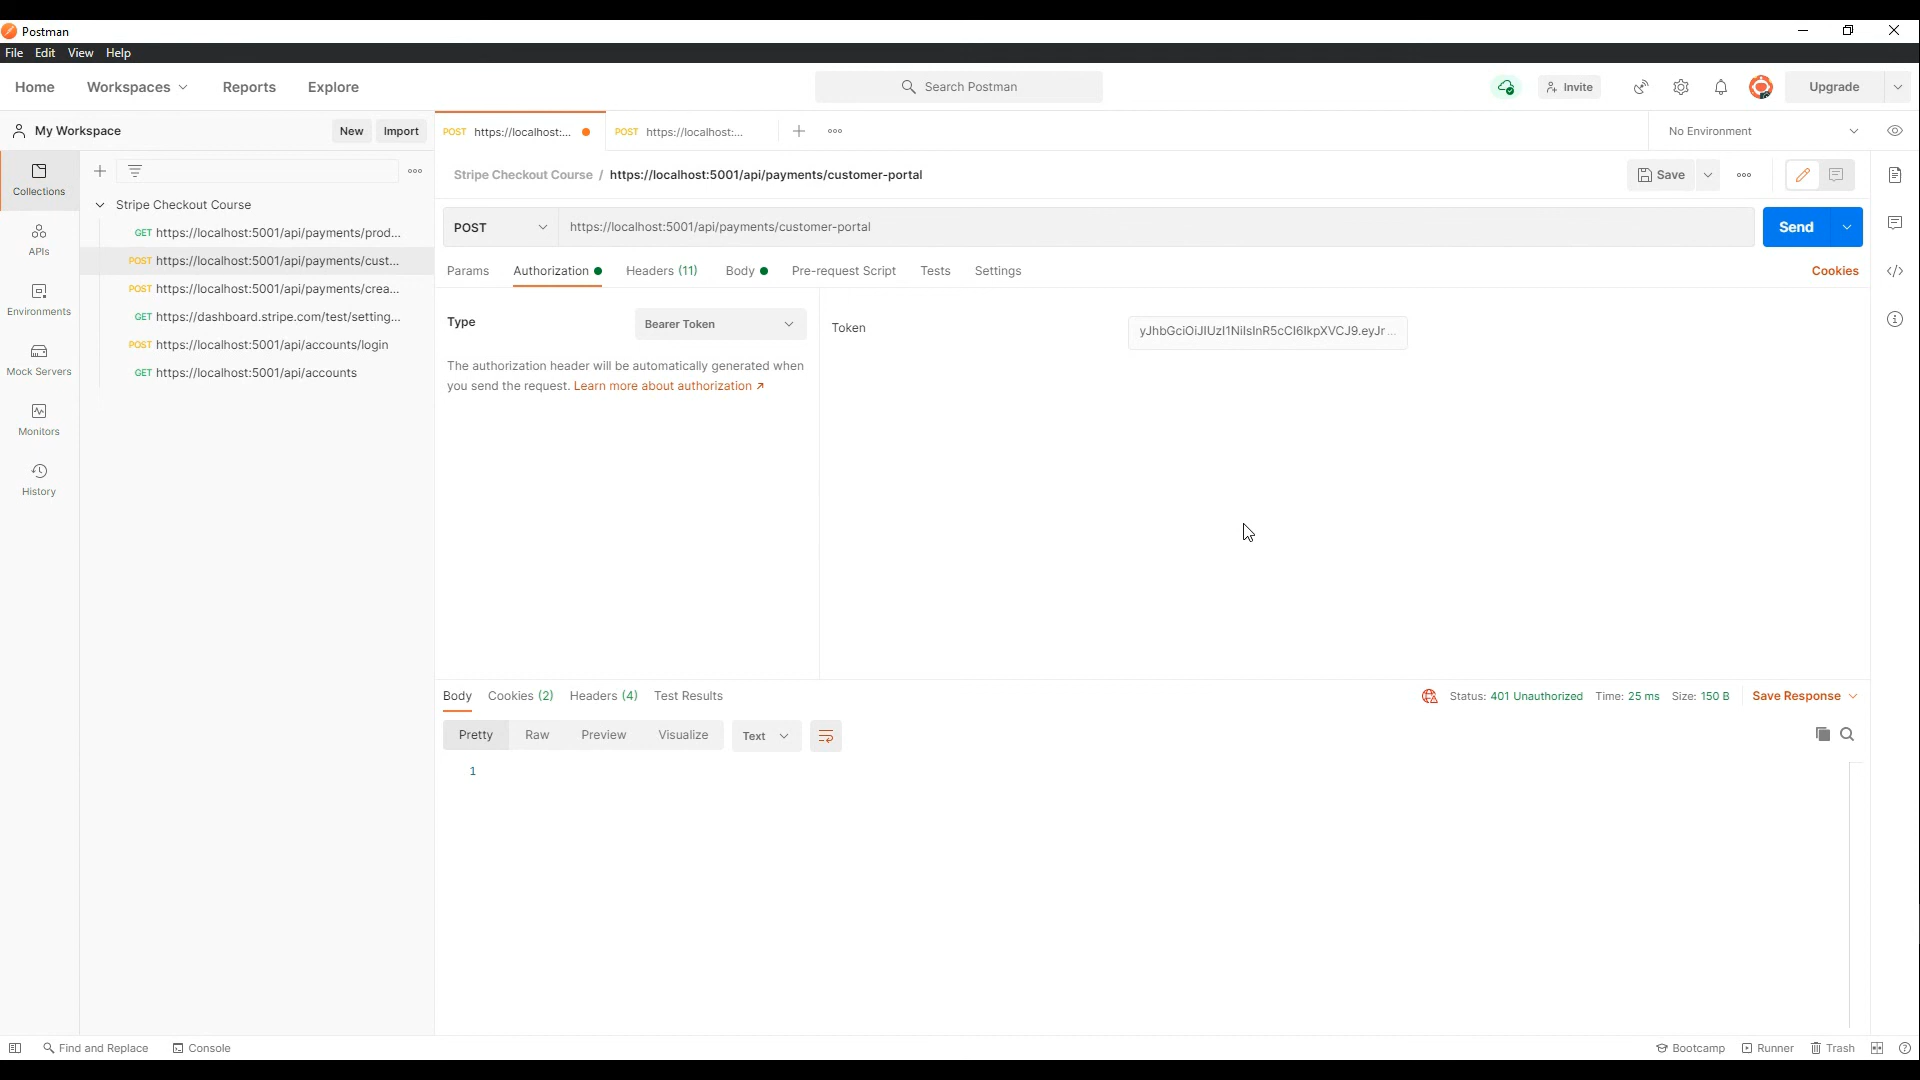 Postman
File Edit View Help
Home Workspaces Reports Explore
Search Postman
Invite
Upgrade
My Workspace
New Import
POST https://localhost:...
POST https://localhost:...
No Environment
Collections
APIs
Environments
Mock Servers
Monitors
History
Stripe Checkout Course
GET https://localhost:5001/api/payments/prod...
POST https://localhost:5001/api/payments/cust...
POST https://localhost:5001/api/payments/crea...
GET https://dashboard.stripe.com/test/setting...
POST https://localhost:5001/api/accounts/login
GET https://localhost:5001/api/accounts
Stripe Checkout Course / https://localhost:5001/api/payments/customer-portal
Save
POST https://localhost:5001/api/payments/customer-portal
Send
Params Authorization Headers (11) Body Pre-request Script Tests Settings
Cookies
Type
Bearer Token
The authorization header will be automatically generated when
you send the request. Learn more about authorization
Token
yJhbGciOiJIUzI1NiIsInR5cCI6IkpXVCJ9.eyJr...
Body Cookies (2) Headers (4) Test Results
Status: 401 Unauthorized Time: 25 ms Size: 150 B
Save Response
Pretty Raw Preview Visualize Text
1
Find and Replace Console
Bootcamp Runner Trash